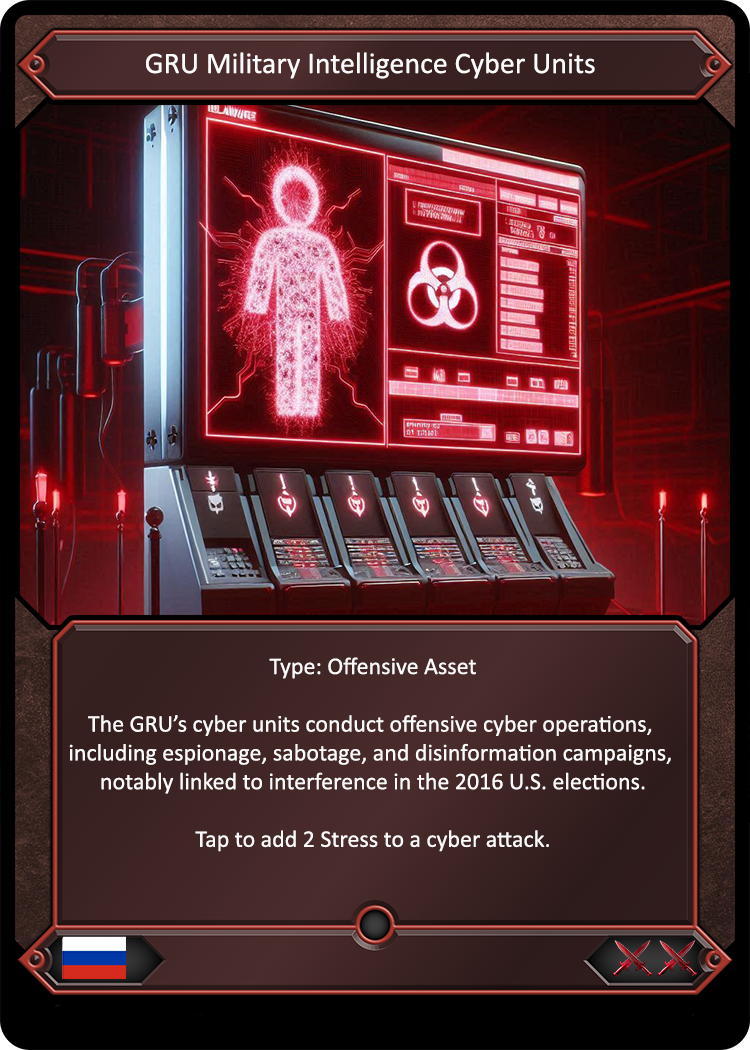 GRU Military Intelligence Cyber Units
Type: Offensive Asset
The GRU’s cyber units conduct offensive cyber operations,
including espionage, sabotage, and disinformation campaigns,
notably linked to interference in the 2016 U.S. elections.
Tap to add 2 Stress to a cyber attack.